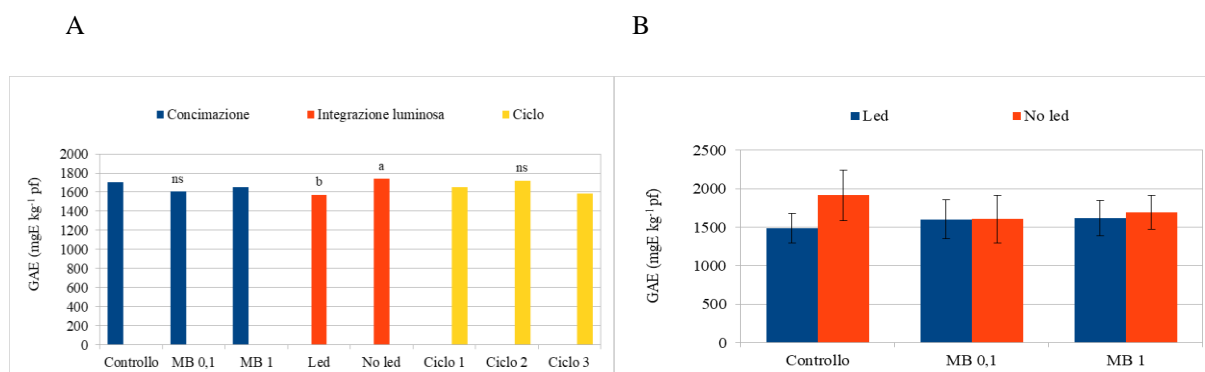 A
B
Concimazione Integrazione luminosa Ciclo
GAE (mgE kg⁻¹ pf)
2000
1800
1600
1400
1200
1000
800
600
400
200
0
ns
b
a
ns
Controllo MB 0,1 MB 1 Led No led Ciclo 1 Ciclo 2 Ciclo 3
Led No led
GAE (mgE kg⁻¹ pf)
2500
2000
1500
1000
500
0
Controllo MB 0,1 MB 1